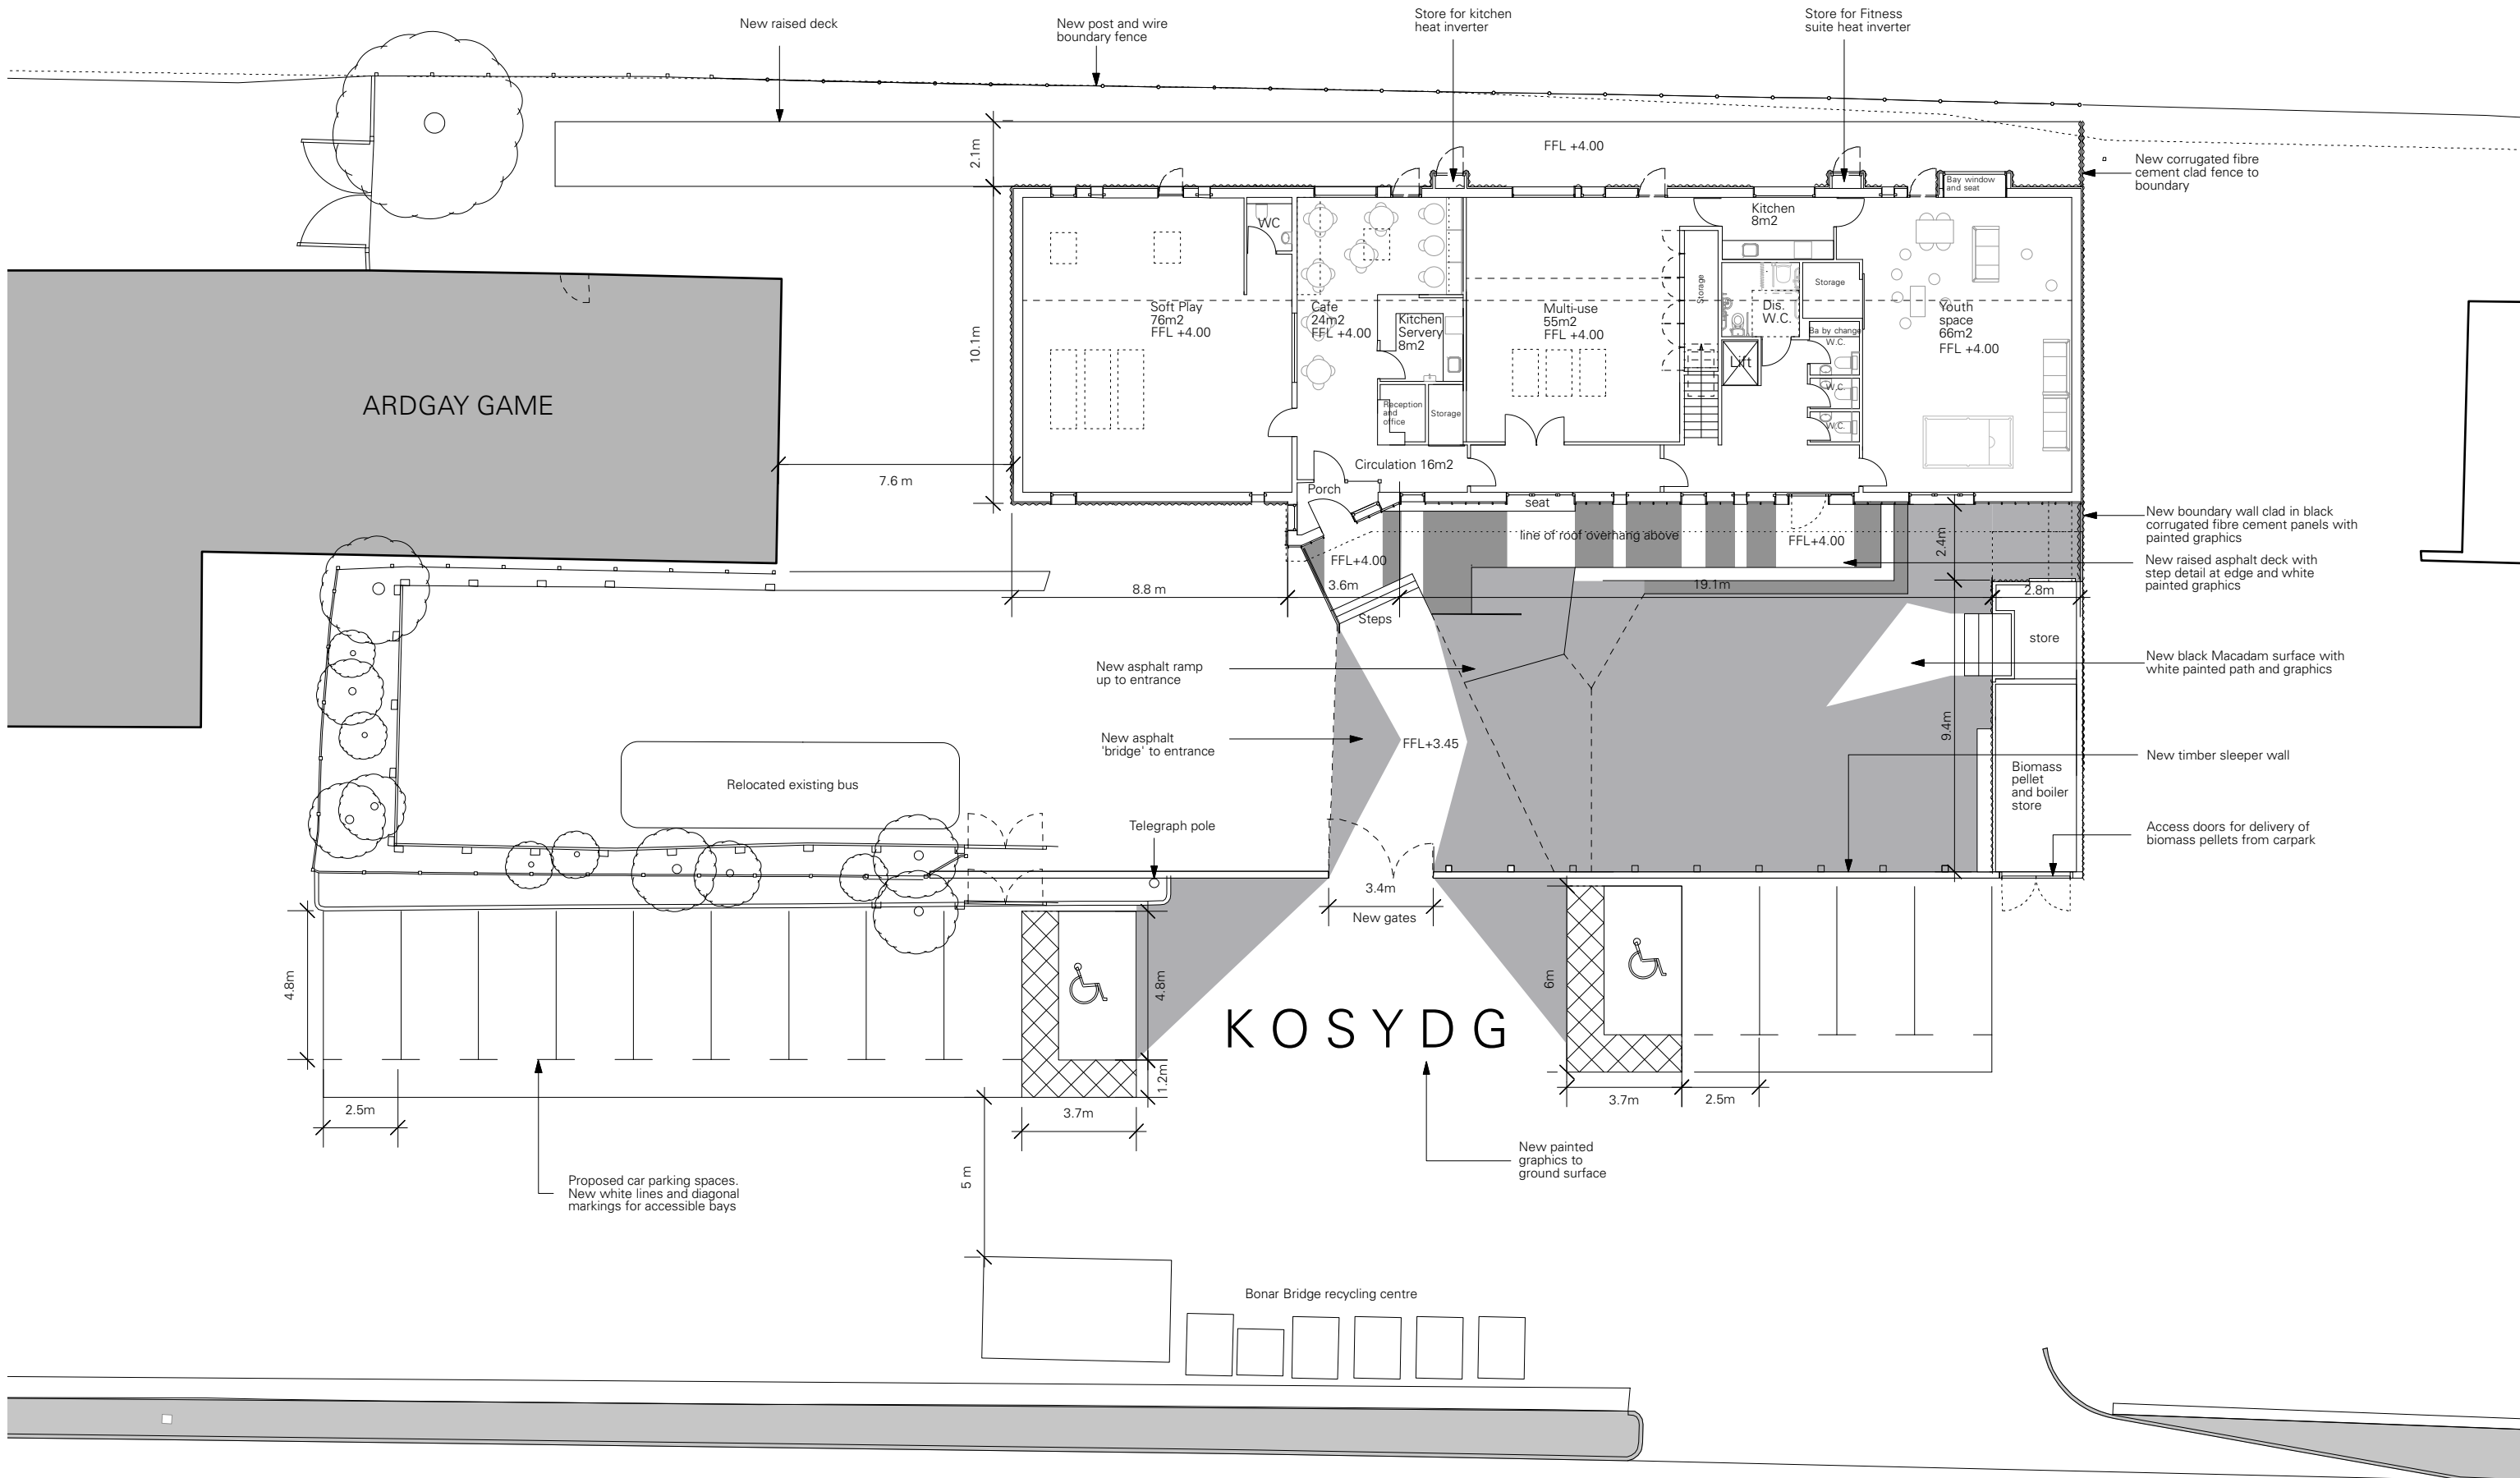 New raised deck
New post and wire
boundary fence
Store for kitchen
heat inverter
Store for Fitness
suite heat inverter
2.1m
FFL +4.00
New corrugated fibre
cement clad fence to
boundary
Bay window
and seat
WC
Kitchen
8m2
Soft Play
76m2
FFL +4.00
Cafe
24m2
FFL +4.00
Kitchen
Servery
8m2
Multi-use
55m2
FFL +4.00
Storage
Dis.
W.C.
Storage
Ba by change
W.C.
Lift
W.C.
W.C.
Youth
space
66m2
FFL +4.00
10.1m
ARDGAY GAME
Reception
and
office
Storage
7.6 m
Circulation 16m2
Porch
seat
line of roof overhang above
FFL+4.00
FFL+4.00
2.4m
New boundary wall clad in black
corrugated fibre cement panels with
painted graphics
New raised asphalt deck with
step detail at edge and white
painted graphics
8.8 m
3.6m
19.1m
2.8m
Steps
store
New asphalt ramp
up to entrance
New black Macadam surface with
white painted path and graphics
New asphalt
'bridge' to entrance
FFL+3.45
9.4m
New timber sleeper wall
Relocated existing bus
Biomass
pellet
and boiler
store
Telegraph pole
Access doors for delivery of
biomass pellets from carpark
3.4m
New gates
4.8m
4.8m
6m
KOSYDG
1.2m
2.5m
3.7m
3.7m
2.5m
5 m
New painted
graphics to
ground surface
Proposed car parking spaces.
New white lines and diagonal
markings for accessible bays
Bonar Bridge recycling centre